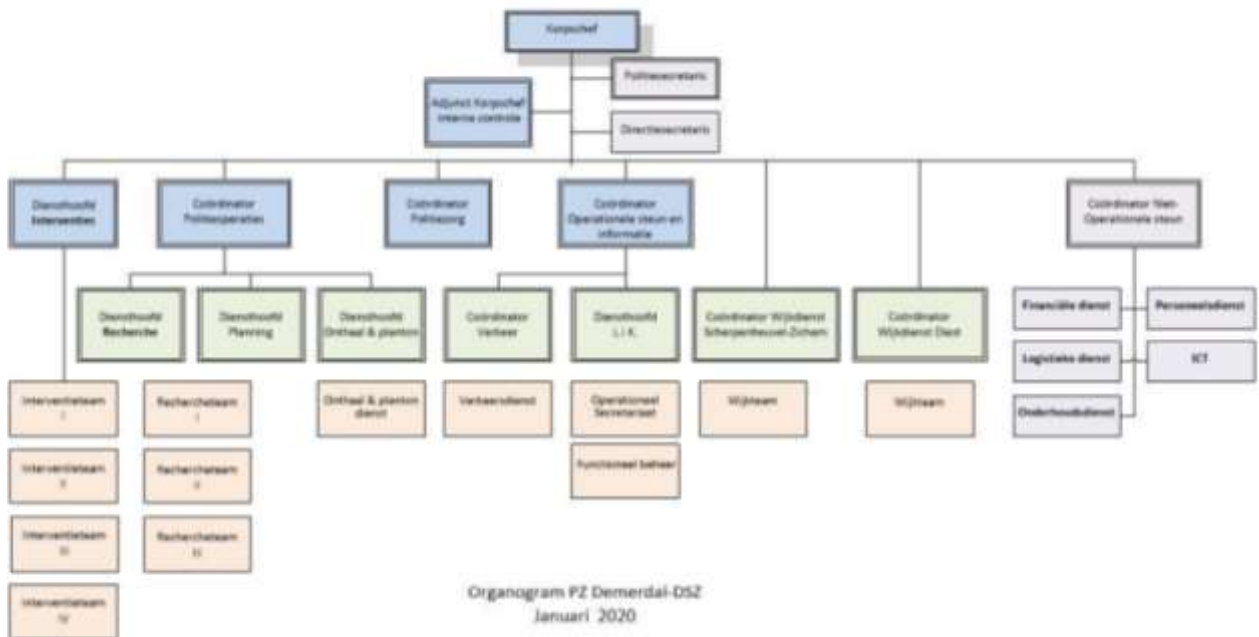 Korpschef
Politiesecretaris
Adjunct Korpschef
Interne controle
Directiesecretaris
Diensthoofd
Interventies
Coördinator
Politieoperaties
Coördinator
Politiezorg
Coördinator
Operationele steun en
informatie
Coördinator Niet-
Operationele steun
Diensthoofd
Recherche
Diensthoofd
Planning
Diensthoofd
Onthaal & planton
Coördinator
Verkeer
Diensthoofd
L.I.K.
Coördinator Wijkdienst
Scherpenheuvel-Zichem
Coördinator
Wijkdienst Diest
Financiële dienst
Personeelsdienst
Logistieke dienst
ICT
Onderhoudsdienst
Interventieteam
I
Rechercheteam
I
Onthaal & planton
dienst
Verkeersdienst
Operationeel
Secretariaat
Wijkteam
Wijkteam
Interventieteam
II
Rechercheteam
II
Functioneel beheer
Interventieteam
III
Rechercheteam
III
Interventieteam
IV
Organogram PZ Demerdal-DSZ
Januari 2020